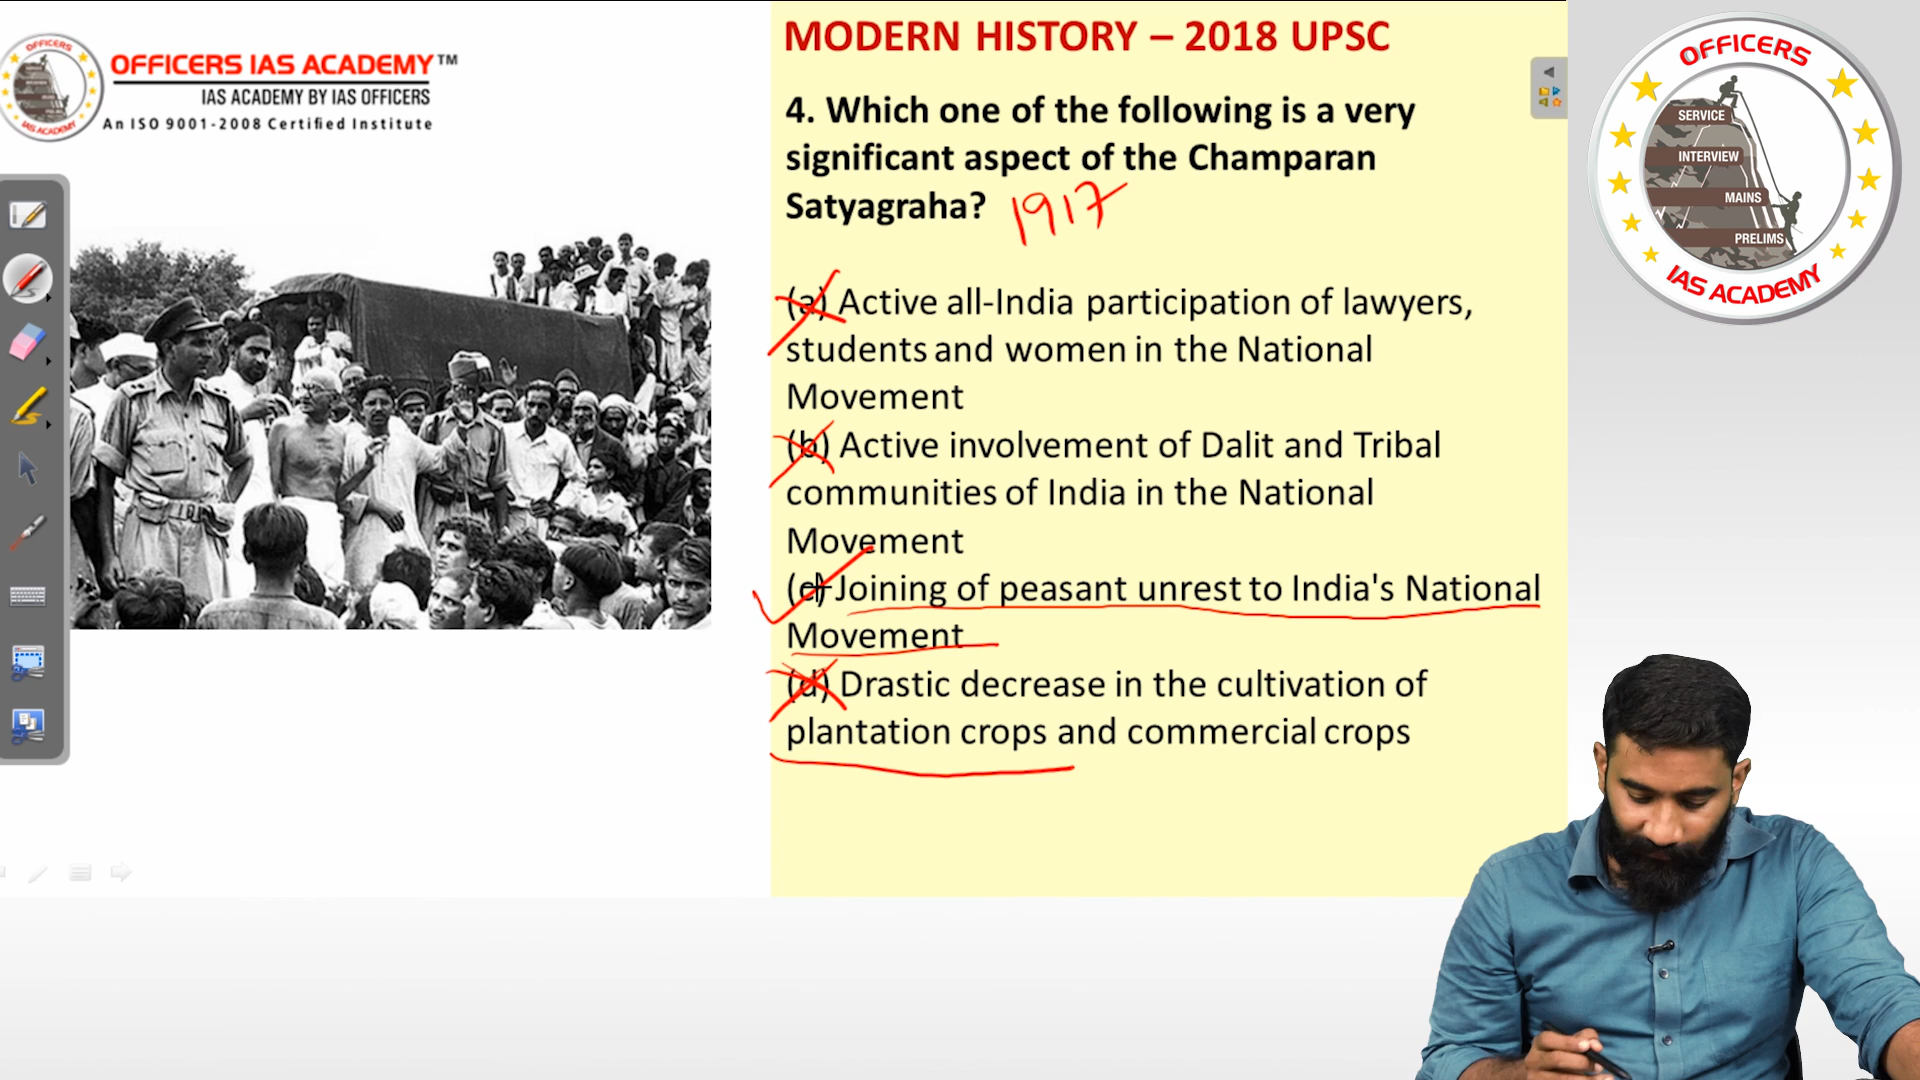 OFFICERS
IAS ACADEMY
OFFICERS IAS ACADEMY™
IAS ACADEMY BY IAS OFFICERS
An ISO 9001-2008 Certified Institute
MODERN HISTORY – 2018 UPSC
4. Which one of the following is a very
significant aspect of the Champaran
Satyagraha? 1917
(a) Active all-India participation of lawyers,
students and women in the National
Movement
(b) Active involvement of Dalit and Tribal
communities of India in the National
Movement
(c) Joining of peasant unrest to India's National
Movement
(d) Drastic decrease in the cultivation of
plantation crops and commercial crops
OFFICERS
SERVICE
INTERVIEW
MAINS
PRELIMS
IAS ACADEMY